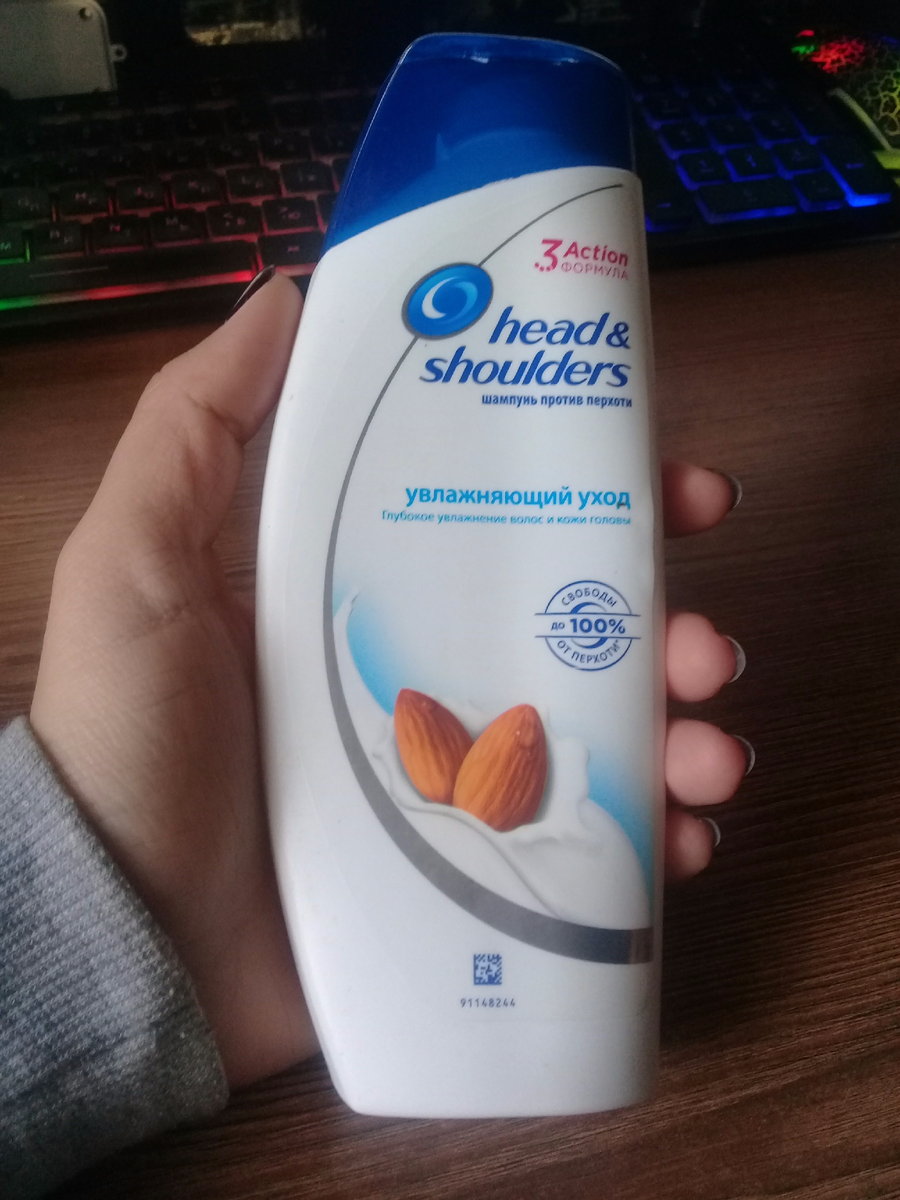 3 Action
ФОРМУЛА
head &
shoulders
шампунь против перхоти
увлажняющий уход
Глубокое увлажнение волос и кожи головы
СВОБОДЫ
до 100%
ОТ ПЕРХОТИ*
91148244